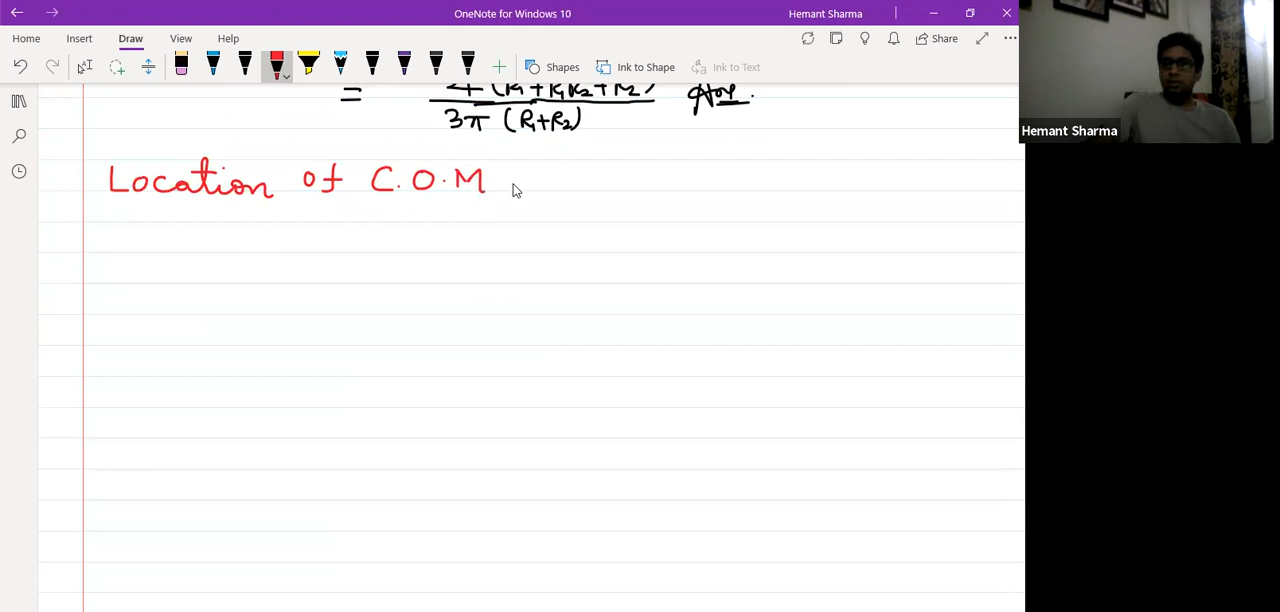 OneNote for Windows 10
Hemant Sharma
Home Insert Draw View Help
Share
Shapes Ink to Shape Ink to Text
=
3π (R₁+R₂)
Location of C.O.M
Hemant Sharma